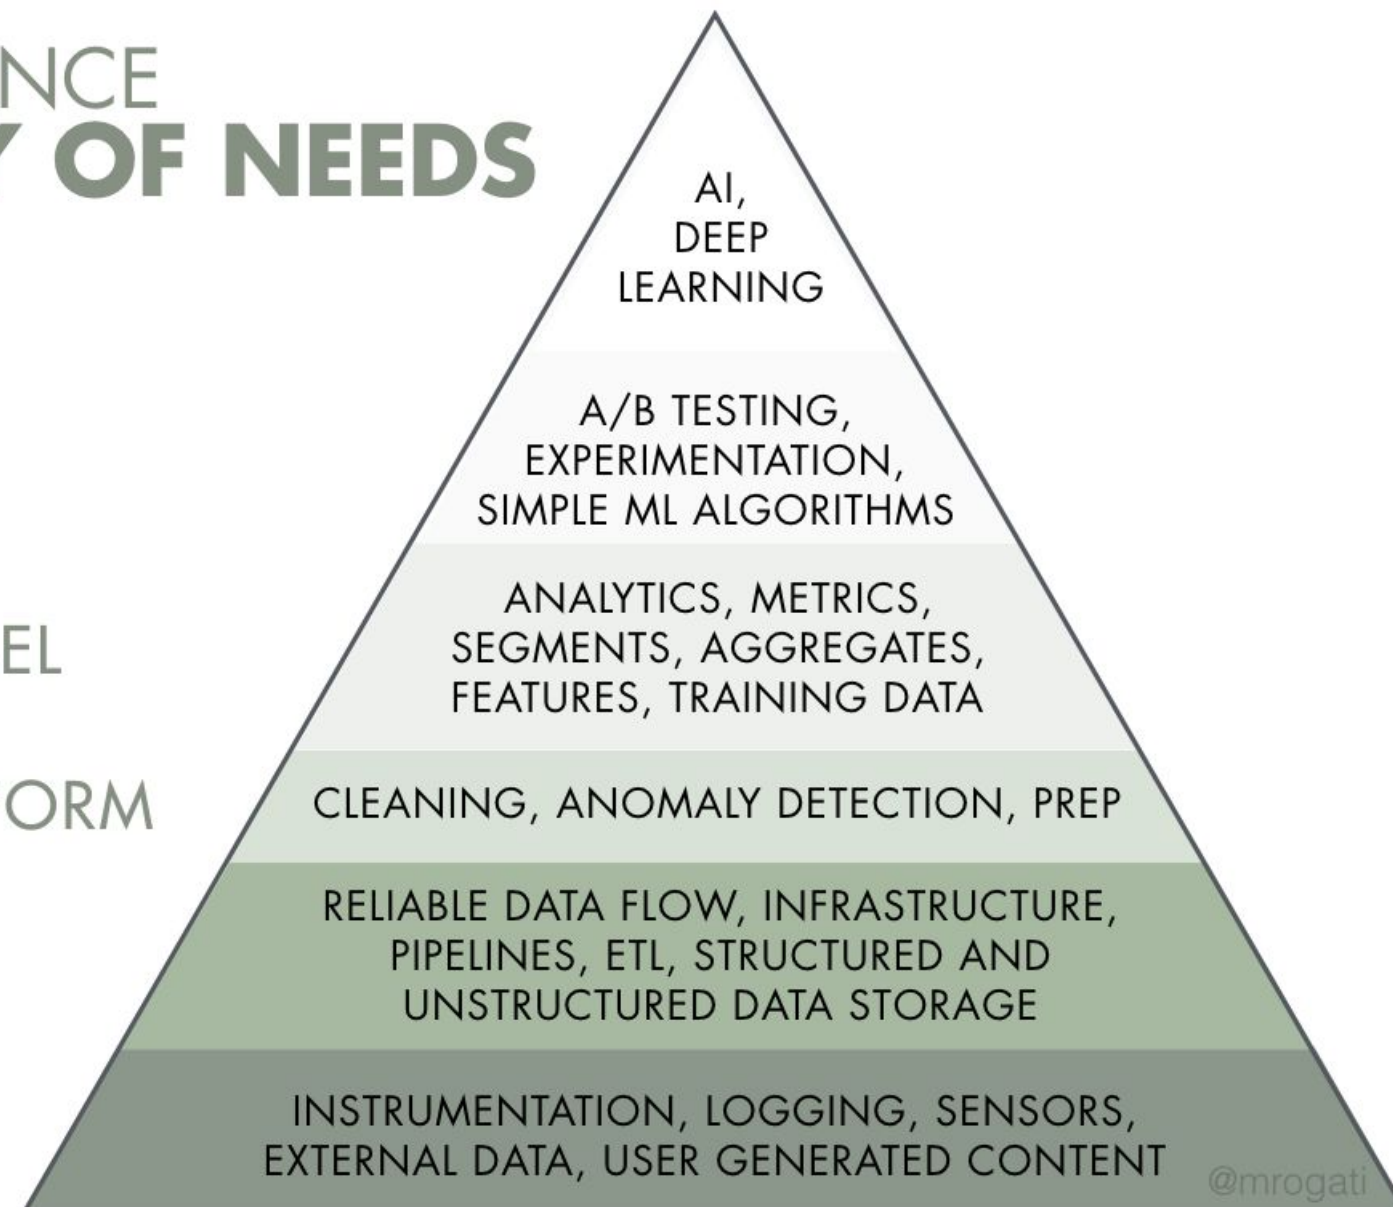 NCE
Y OF NEEDS
AI,
DEEP
LEARNING
A/B TESTING,
EXPERIMENTATION,
SIMPLE ML ALGORITHMS
ANALYTICS, METRICS,
SEGMENTS, AGGREGATES,
FEATURES, TRAINING DATA
EL
CLEANING, ANOMALY DETECTION, PREP
ORM
RELIABLE DATA FLOW, INFRASTRUCTURE,
PIPELINES, ETL, STRUCTURED AND
UNSTRUCTURED DATA STORAGE
INSTRUMENTATION, LOGGING, SENSORS,
EXTERNAL DATA, USER GENERATED CONTENT
@mrogati